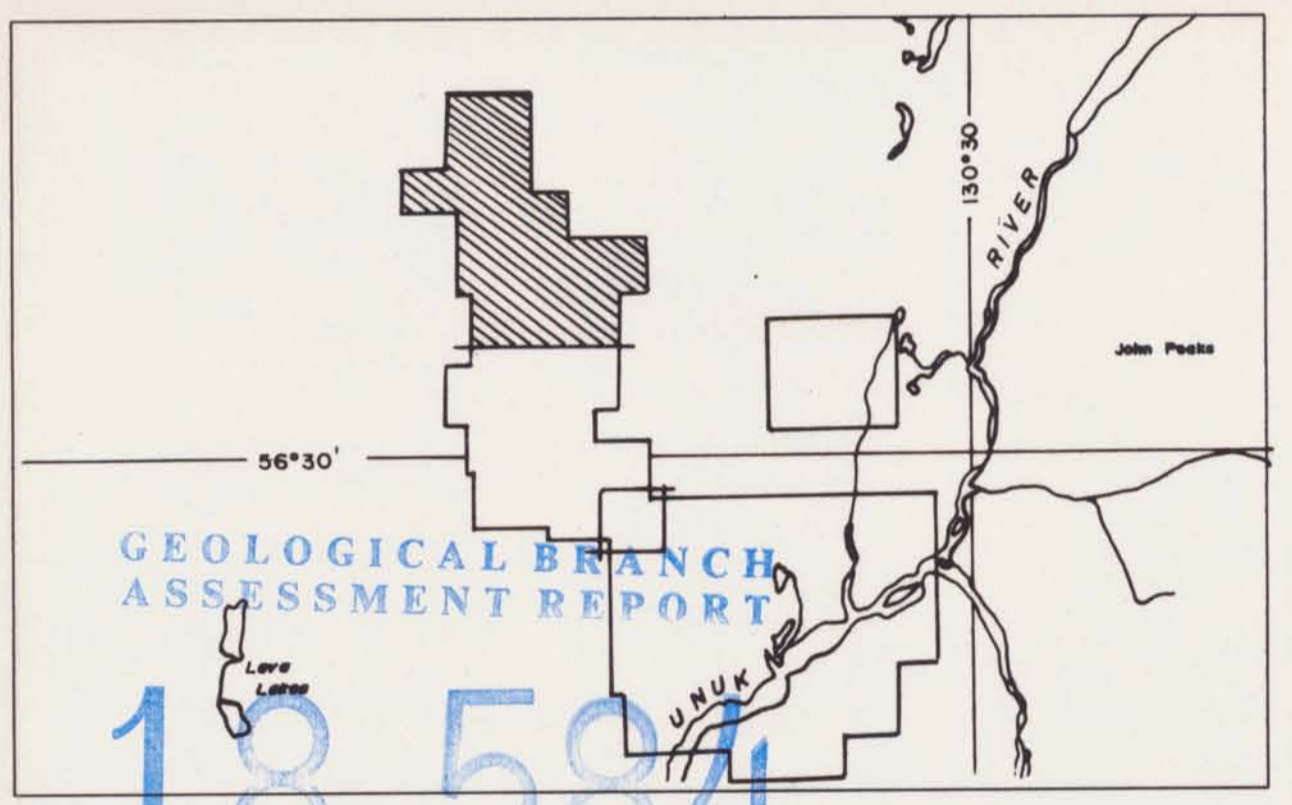 130°30
RIVER
John Peaks
56°30'
GEOLOGICAL BRANCH
ASSESSMENT REPORT
Lava
Lakes
UNUK
18,584